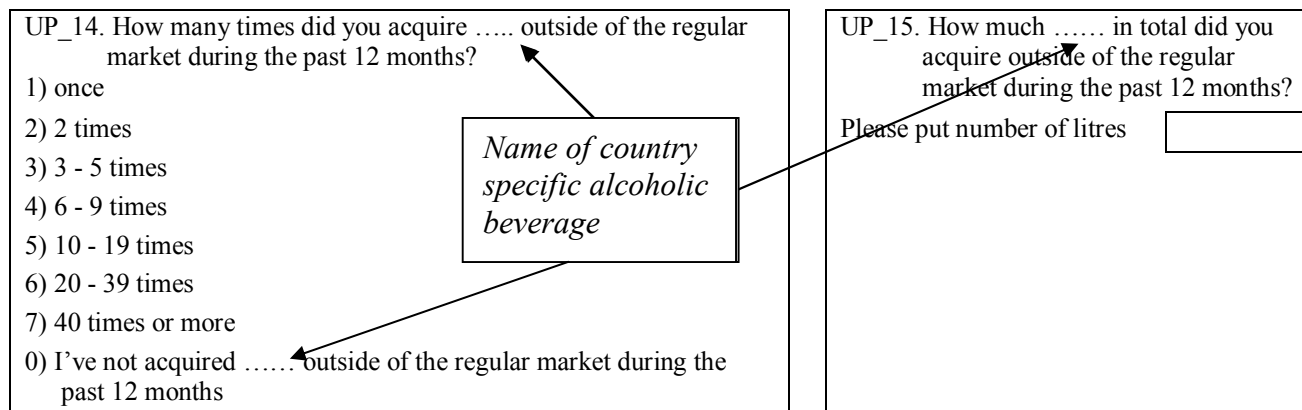 UP_14. How many times did you acquire ….. outside of the regular
market during the past 12 months?
1) once
2) 2 times
3) 3 - 5 times
4) 6 - 9 times
5) 10 - 19 times
6) 20 - 39 times
7) 40 times or more
0) I’ve not acquired …… outside of the regular market during the
past 12 months
Name of country
specific alcoholic
beverage
UP_15. How much …… in total did you
acquire outside of the regular
market during the past 12 months?
Please put number of litres